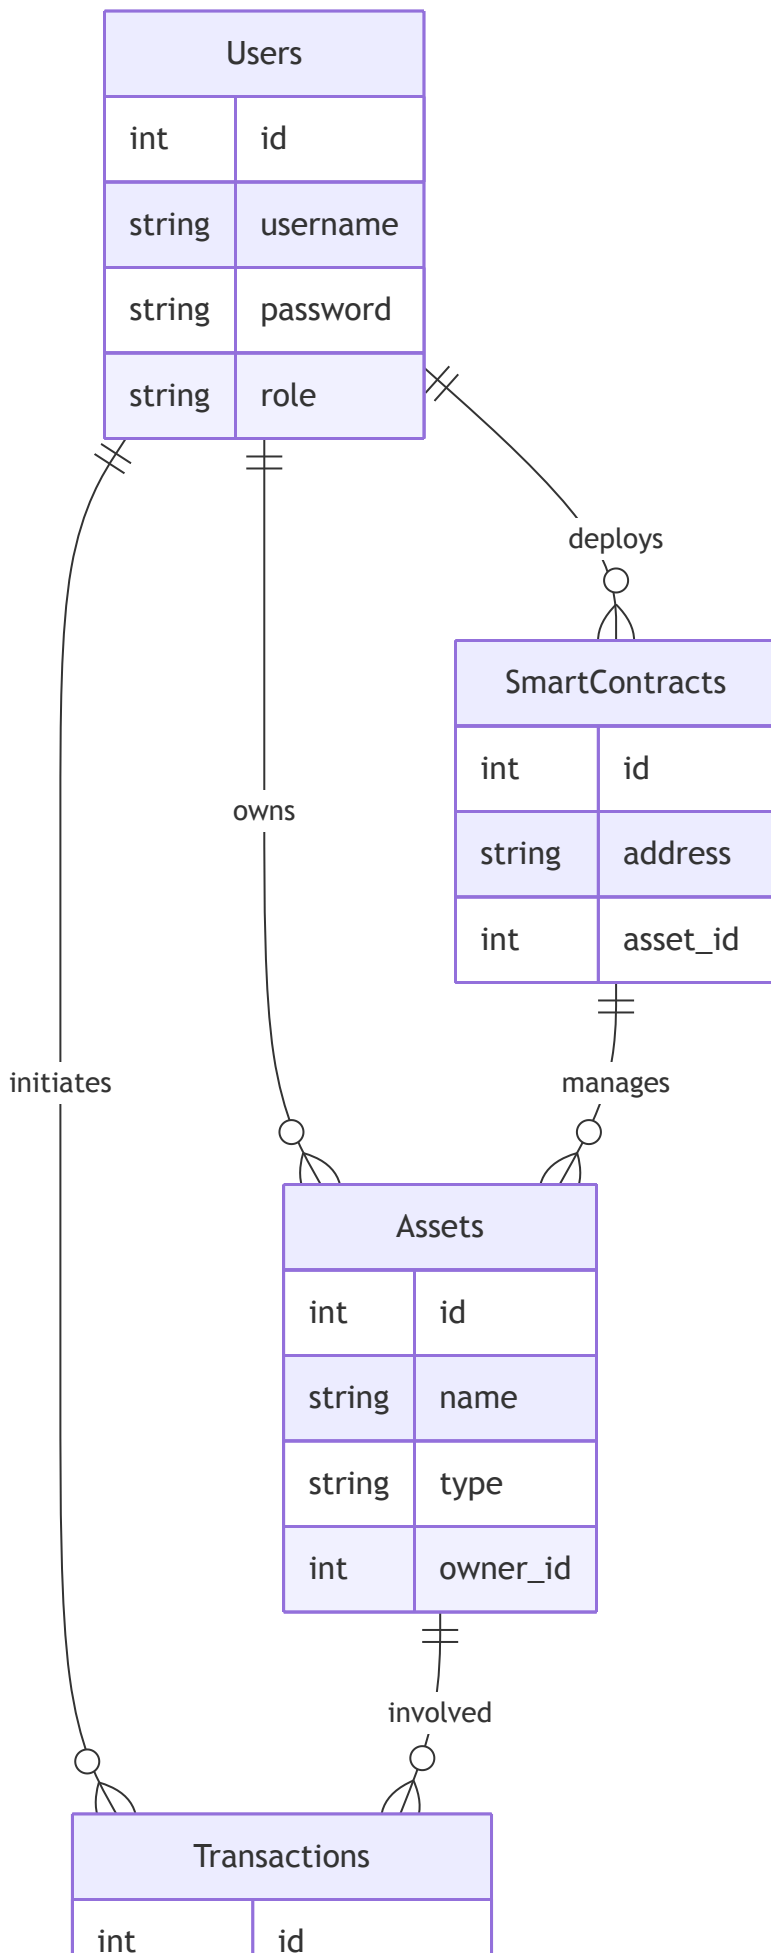 Users
int id
string username
string password
string role
deploys
SmartContracts
int id
string address
int asset_id
owns
initiates
manages
Assets
int id
string name
string type
int owner_id
involved
Transactions
int id